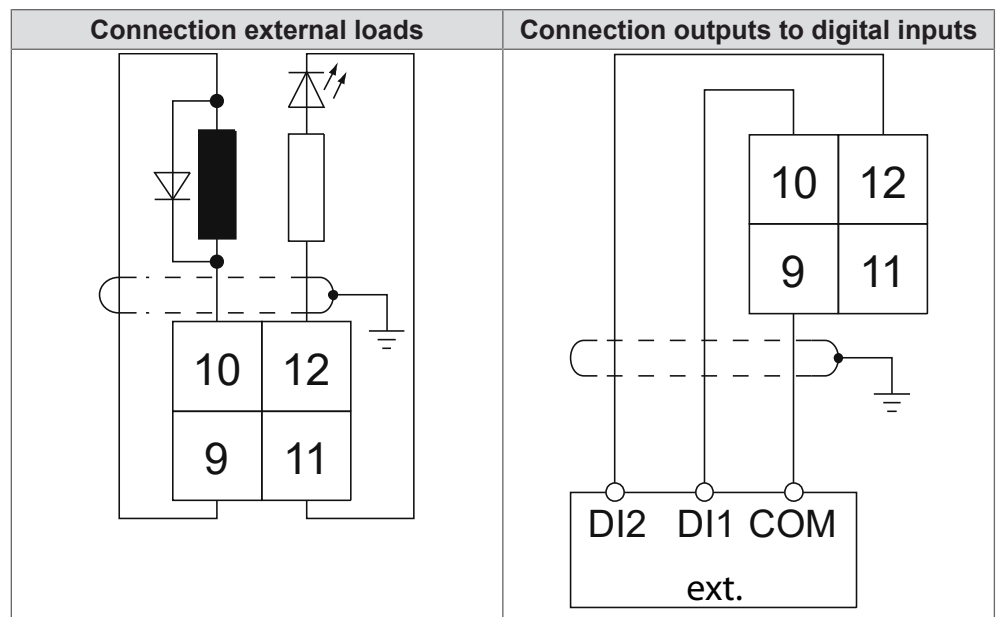 Connection external loads
Connection outputs to digital inputs
10 12
9 11
10 12
9 11
DI2 DI1 COM
ext.